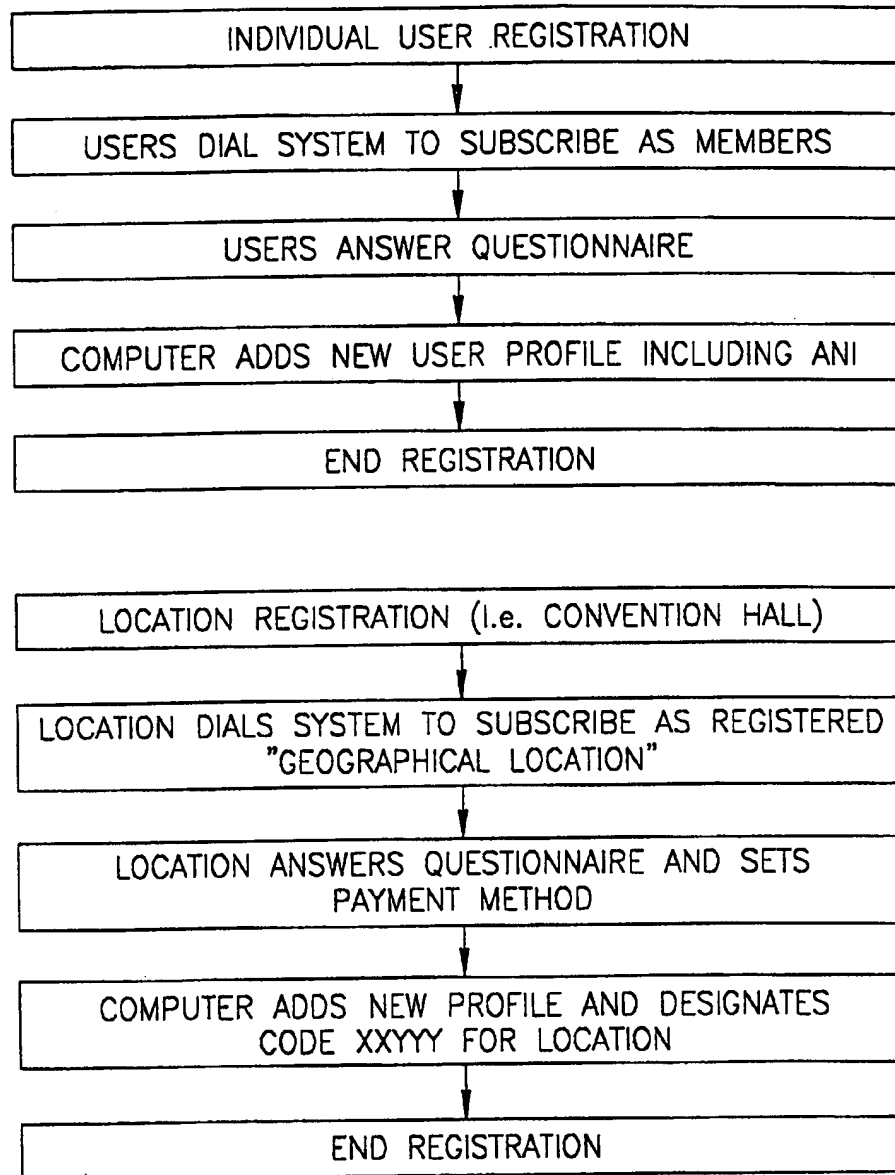 INDIVIDUAL USER REGISTRATION
USERS DIAL SYSTEM TO SUBSCRIBE AS MEMBERS
USERS ANSWER QUESTIONNAIRE
COMPUTER ADDS NEW USER PROFILE INCLUDING ANI
END REGISTRATION
LOCATION REGISTRATION (I.e. CONVENTION HALL)
LOCATION DIALS SYSTEM TO SUBSCRIBE AS REGISTERED
"GEOGRAPHICAL LOCATION"
LOCATION ANSWERS QUESTIONNAIRE AND SETS
PAYMENT METHOD
COMPUTER ADDS NEW PROFILE AND DESIGNATES
CODE XXYYY FOR LOCATION
END REGISTRATION